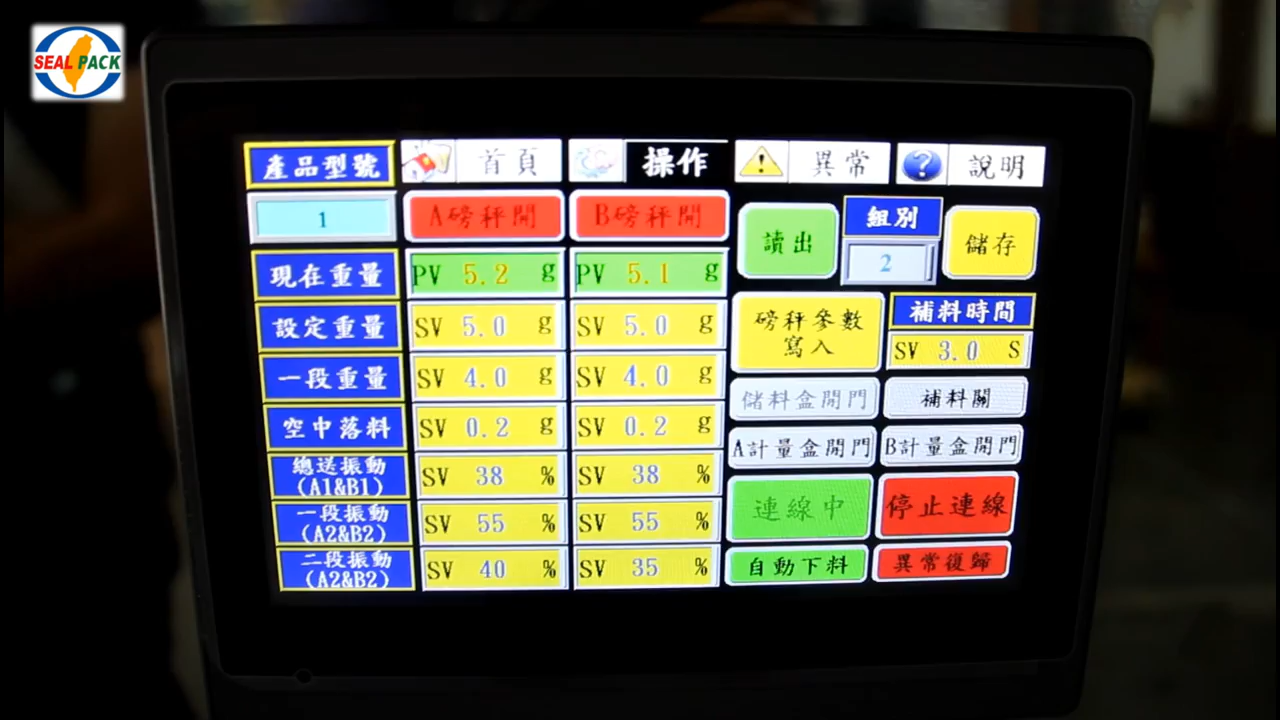 SEAL PACK
產品型號 首頁 操作 異常 說明
1 A磅秤開 B磅秤開 讀出 組別 儲存
2
現在重量 PV 5.2 g PV 5.1 g
設定重量 SV 5.0 g SV 5.0 g 磅秤參數寫入 補料時間
SV 3.0 S
一段重量 SV 4.0 g SV 4.0 g 儲料盒開門 補料關
空中落料 SV 0.2 g SV 0.2 g A計量盒開門 B計量盒開門
總送振動
(A1&B1) SV 38 % SV 38 %
一段振動
(A2&B2) SV 55 % SV 55 % 連線中 停止連線
二段振動
(A2&B2) SV 40 % SV 35 % 自動下料 異常復歸